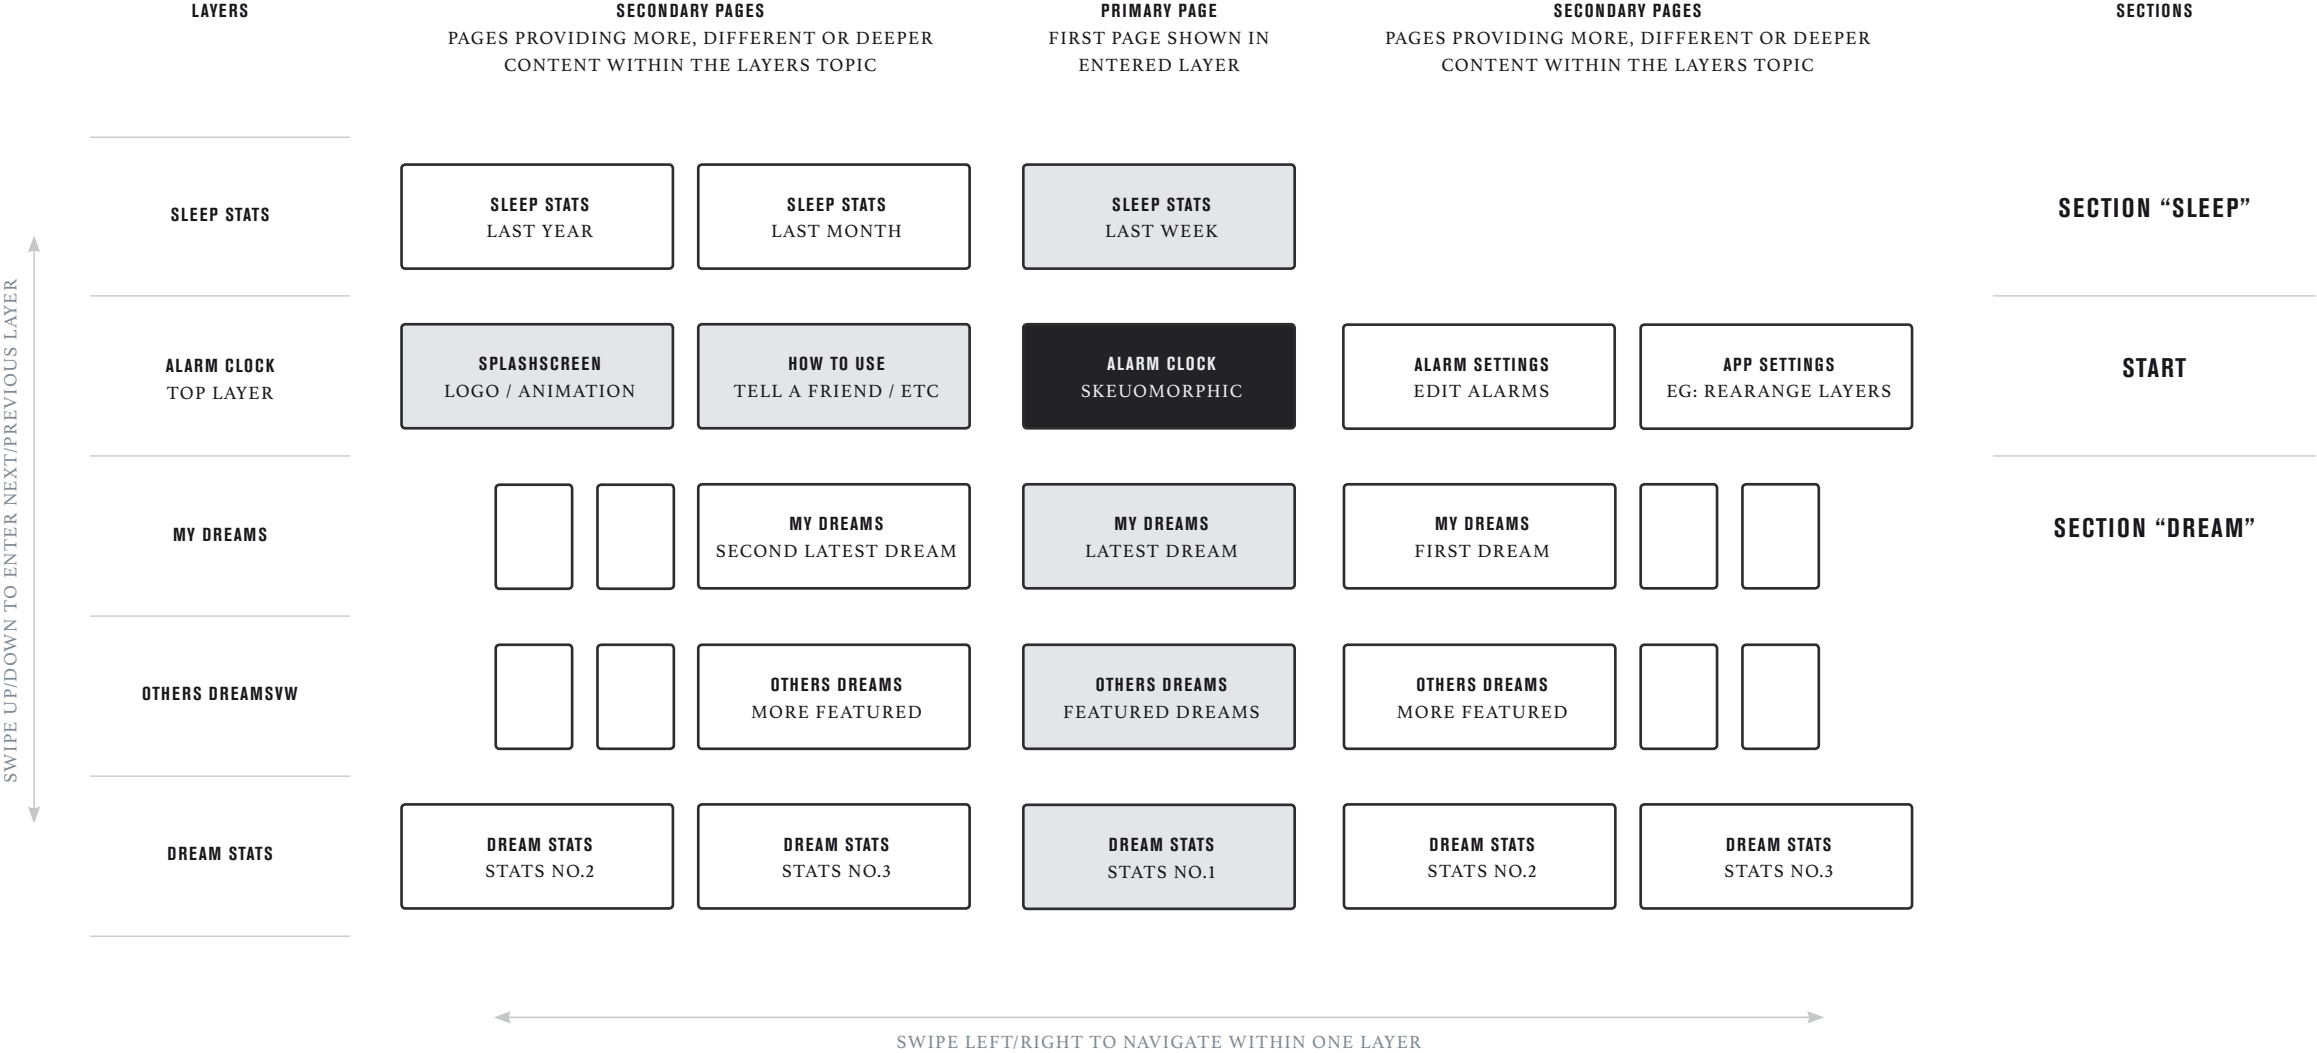 LAYERS
SECONDARY PAGES
PAGES PROVIDING MORE, DIFFERENT OR DEEPER
CONTENT WITHIN THE LAYERS TOPIC
PRIMARY PAGE
FIRST PAGE SHOWN IN
ENTERED LAYER
SECONDARY PAGES
PAGES PROVIDING MORE, DIFFERENT OR DEEPER
CONTENT WITHIN THE LAYERS TOPIC
SECTIONS
SWIPE UP/DOWN TO ENTER NEXT/PREVIOUS LAYER
SLEEP STATS
SLEEP STATS
LAST YEAR
SLEEP STATS
LAST MONTH
SLEEP STATS
LAST WEEK
SECTION “SLEEP”
ALARM CLOCK
TOP LAYER
SPLASHSCREEN
LOGO / ANIMATION
HOW TO USE
TELL A FRIEND / ETC
ALARM CLOCK
SKEUOMORPHIC
ALARM SETTINGS
EDIT ALARMS
APP SETTINGS
EG: REARANGE LAYERS
START
MY DREAMS
MY DREAMS
SECOND LATEST DREAM
MY DREAMS
LATEST DREAM
MY DREAMS
FIRST DREAM
SECTION “DREAM”
OTHERS DREAMSVW
OTHERS DREAMS
MORE FEATURED
OTHERS DREAMS
FEATURED DREAMS
OTHERS DREAMS
MORE FEATURED
DREAM STATS
DREAM STATS
STATS NO.2
DREAM STATS
STATS NO.3
DREAM STATS
STATS NO.1
DREAM STATS
STATS NO.2
DREAM STATS
STATS NO.3
SWIPE LEFT/RIGHT TO NAVIGATE WITHIN ONE LAYER